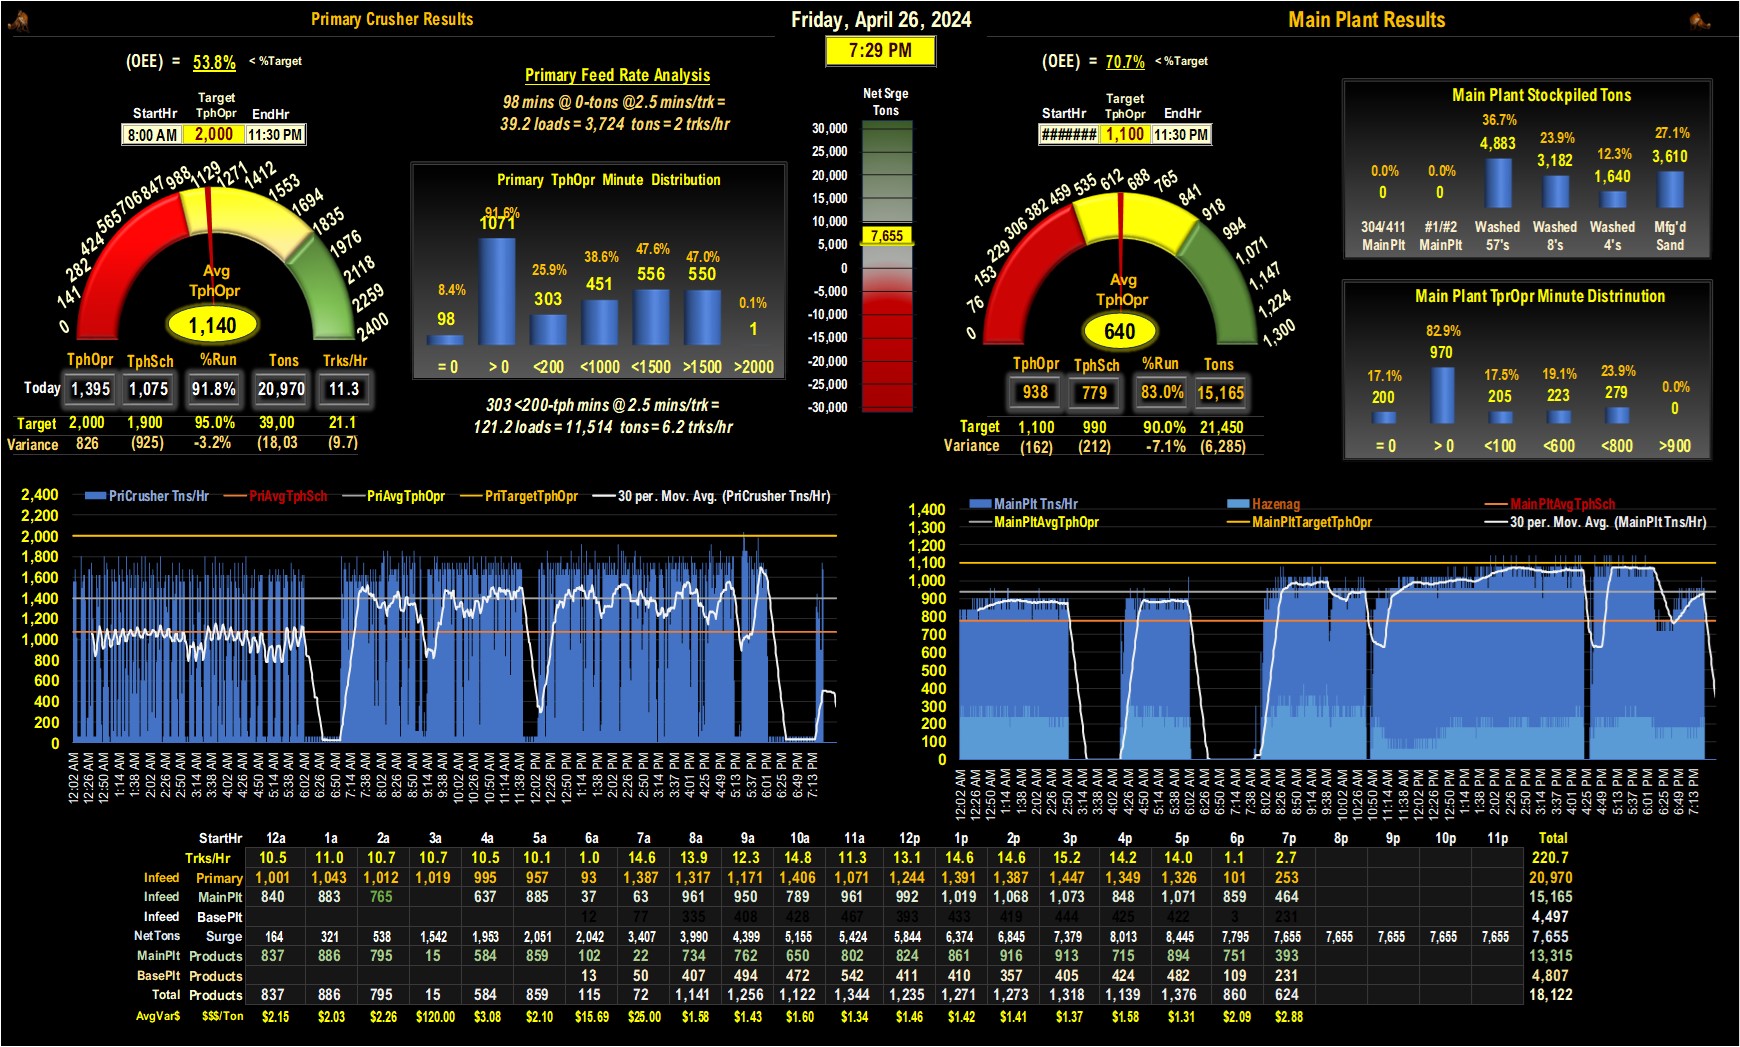 Primary Crusher Results
Friday, April 26, 2024
Main Plant Results
7:29 PM
(OEE) = 53.8% < %Target
StartHr Target TphOpr EndHr
8:00 AM 2,000 11:30 PM
0 141 282 424 565 706 847 988 1129 1271 1412 1553 1694 1835 1976 2118 2259 2400
Avg
TphOpr
1,140
TphOpr TphSch %Run Tons Trks/Hr
Today 1,395 1,075 91.8% 20,970 11.3
Target 2,000 1,900 95.0% 39,00 21.1
Variance 826 (925) -3.2% (18,03 (9.7)
Primary Feed Rate Analysis
98 mins @ 0-tons @2.5 mins/trk =
39.2 loads = 3,724 tons = 2 trks/hr
Primary TphOpr Minute Distribution
8.4% 91.6% 25.9% 38.6% 47.6% 47.0% 0.1%
98 1071 303 451 556 550 1
= 0 > 0 <200 <1000 <1500 >1500 >2000
303 <200-tph mins @ 2.5 mins/trk =
121.2 loads = 11,514 tons = 6.2 trks/hr
Net Srge
Tons
30,000
25,000
20,000
15,000
10,000
7,655
5,000
0
-5,000
-10,000
-15,000
-20,000
-25,000
-30,000
(OEE) = 70.7% < %Target
StartHr Target TphOpr EndHr
####### 1,100 11:30 PM
0 76 153 229 306 382 459 535 612 688 765 841 918 994 1,071 1,147 1,224 1,300
Avg
TphOpr
640
TphOpr TphSch %Run Tons
938 779 83.0% 15,165
Target 1,100 990 90.0% 21,450
Variance (162) (212) -7.1% (6,285)
Main Plant Stockpiled Tons
0.0% 0.0% 36.7% 23.9% 12.3% 27.1%
0 0 4,883 3,182 1,640 3,610
304/411 #1/#2 Washed Washed Washed Mfg'd
MainPlt MainPlt 57's 8's 4's Sand
Main Plant TprOpr Minute Distrinution
17.1% 82.9% 17.5% 19.1% 23.9% 0.0%
200 970 205 223 279 0
= 0 > 0 <100 <600 <800 >900
PriCrusher Tns/Hr PriAvgTphSch PriAvgTphOpr PriTargetTphOpr 30 per. Mov. Avg. (PriCrusher Tns/Hr)
2,400
2,200
2,000
1,800
1,600
1,400
1,200
1,000
800
600
400
200
0
12:02 AM 12:26 AM 12:50 AM 1:14 AM 1:38 AM 2:02 AM 2:26 AM 2:50 AM 3:14 AM 3:38 AM 4:02 AM 4:26 AM 4:50 AM 5:14 AM 5:38 AM 6:02 AM 6:26 AM 6:50 AM 7:14 AM 7:38 AM 8:02 AM 8:26 AM 8:50 AM 9:14 AM 9:38 AM 10:02 AM 10:26 AM 10:50 AM 11:14 AM 11:38 AM 12:02 PM 12:26 PM 12:50 PM 1:14 PM 1:38 PM 2:02 PM 2:26 PM 2:50 PM 3:14 PM 3:37 PM 4:01 PM 4:25 PM 4:49 PM 5:13 PM 5:37 PM 6:01 PM 6:25 PM 6:49 PM 7:13 PM
MainPlt Tns/Hr Hazenag MainPltAvgTphSch
MainPltAvgTphOpr MainPltTargetTphOpr 30 per. Mov. Avg. (MainPlt Tns/Hr)
1,400
1,300
1,200
1,100
1,000
900
800
700
600
500
400
300
200
100
0
12:02 AM 12:26 AM 12:50 AM 1:14 AM 1:38 AM 2:02 AM 2:26 AM 2:50 AM 3:14 AM 3:38 AM 4:02 AM 4:26 AM 4:50 AM 5:14 AM 5:38 AM 6:02 AM 6:26 AM 6:50 AM 7:14 AM 7:38 AM 8:02 AM 8:26 AM 8:50 AM 9:14 AM 9:38 AM 10:02 AM 10:26 AM 10:50 AM 11:14 AM 11:38 AM 12:02 PM 12:26 PM 12:50 PM 1:14 PM 1:38 PM 2:02 PM 2:26 PM 2:50 PM 3:14 PM 3:37 PM 4:01 PM 4:25 PM 4:49 PM 5:13 PM 5:37 PM 6:01 PM 6:25 PM 6:49 PM 7:13 PM
StartHr 12a 1a 2a 3a 4a 5a 6a 7a 8a 9a 10a 11a 12p 1p 2p 3p 4p 5p 6p 7p 8p 9p 10p 11p Total
Trks/Hr 10.5 11.0 10.7 10.7 10.5 10.1 1.0 14.6 13.9 12.3 14.8 11.3 13.1 14.6 14.6 15.2 14.2 14.0 1.1 2.7 220.7
Infeed Primary 1,001 1,043 1,012 1,019 995 957 93 1,387 1,317 1,171 1,406 1,071 1,244 1,391 1,387 1,447 1,349 1,326 101 253 20,970
Infeed MainPlt 840 883 765 637 885 37 63 961 950 789 961 992 1,019 1,068 1,073 848 1,071 859 464 15,165
Infeed BasePlt 12 77 335 408 428 467 393 433 419 444 425 422 3 231 4,497
NetTons Surge 164 321 538 1,542 1,953 2,051 2,042 3,407 3,990 4,399 5,155 5,424 5,844 6,374 6,845 7,379 8,013 8,445 7,795 7,655 7,655 7,655 7,655 7,655 7,655
MainPlt Products 837 886 795 15 584 859 102 22 734 762 650 802 824 861 916 913 715 894 751 393 13,315
BasePlt Products 13 50 407 494 472 542 411 410 357 405 424 482 109 231 4,807
Total Products 837 886 795 15 584 859 115 72 1,141 1,256 1,122 1,344 1,235 1,271 1,273 1,318 1,139 1,376 860 624 18,122
AvgVar$ $$$/Ton $2.15 $2.03 $2.26 $120.00 $3.08 $2.10 $15.69 $25.00 $1.58 $1.43 $1.60 $1.34 $1.46 $1.42 $1.41 $1.37 $1.58 $1.31 $2.09 $2.88